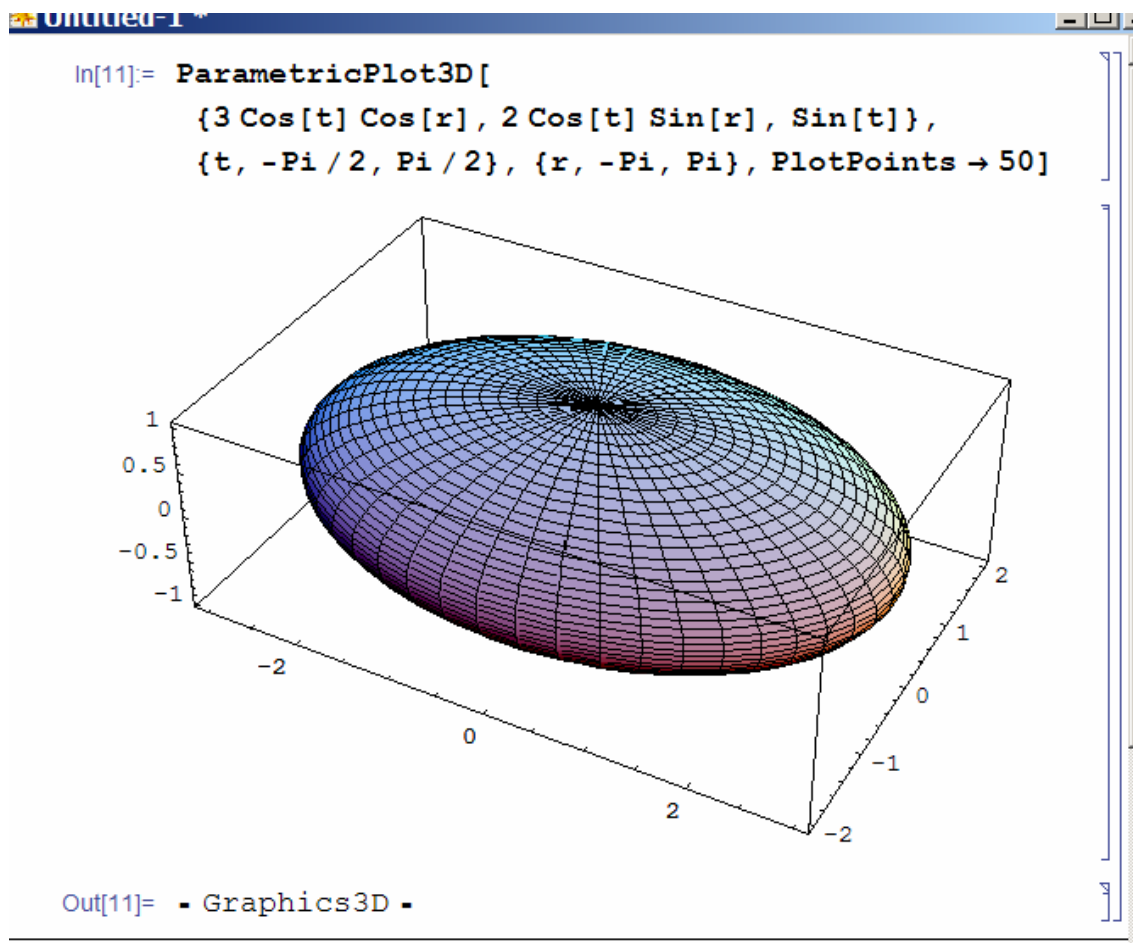 Untitled-1 *
In[11]:= ParametricPlot3D[
{3 Cos[t] Cos[r], 2 Cos[t] Sin[r], Sin[t]},
{t, -Pi / 2, Pi / 2}, {r, -Pi, Pi}, PlotPoints → 50]
1
0.5
0
-0.5
-1
-2
0
2
2
1
0
-1
-2
Out[11]= - Graphics3D -